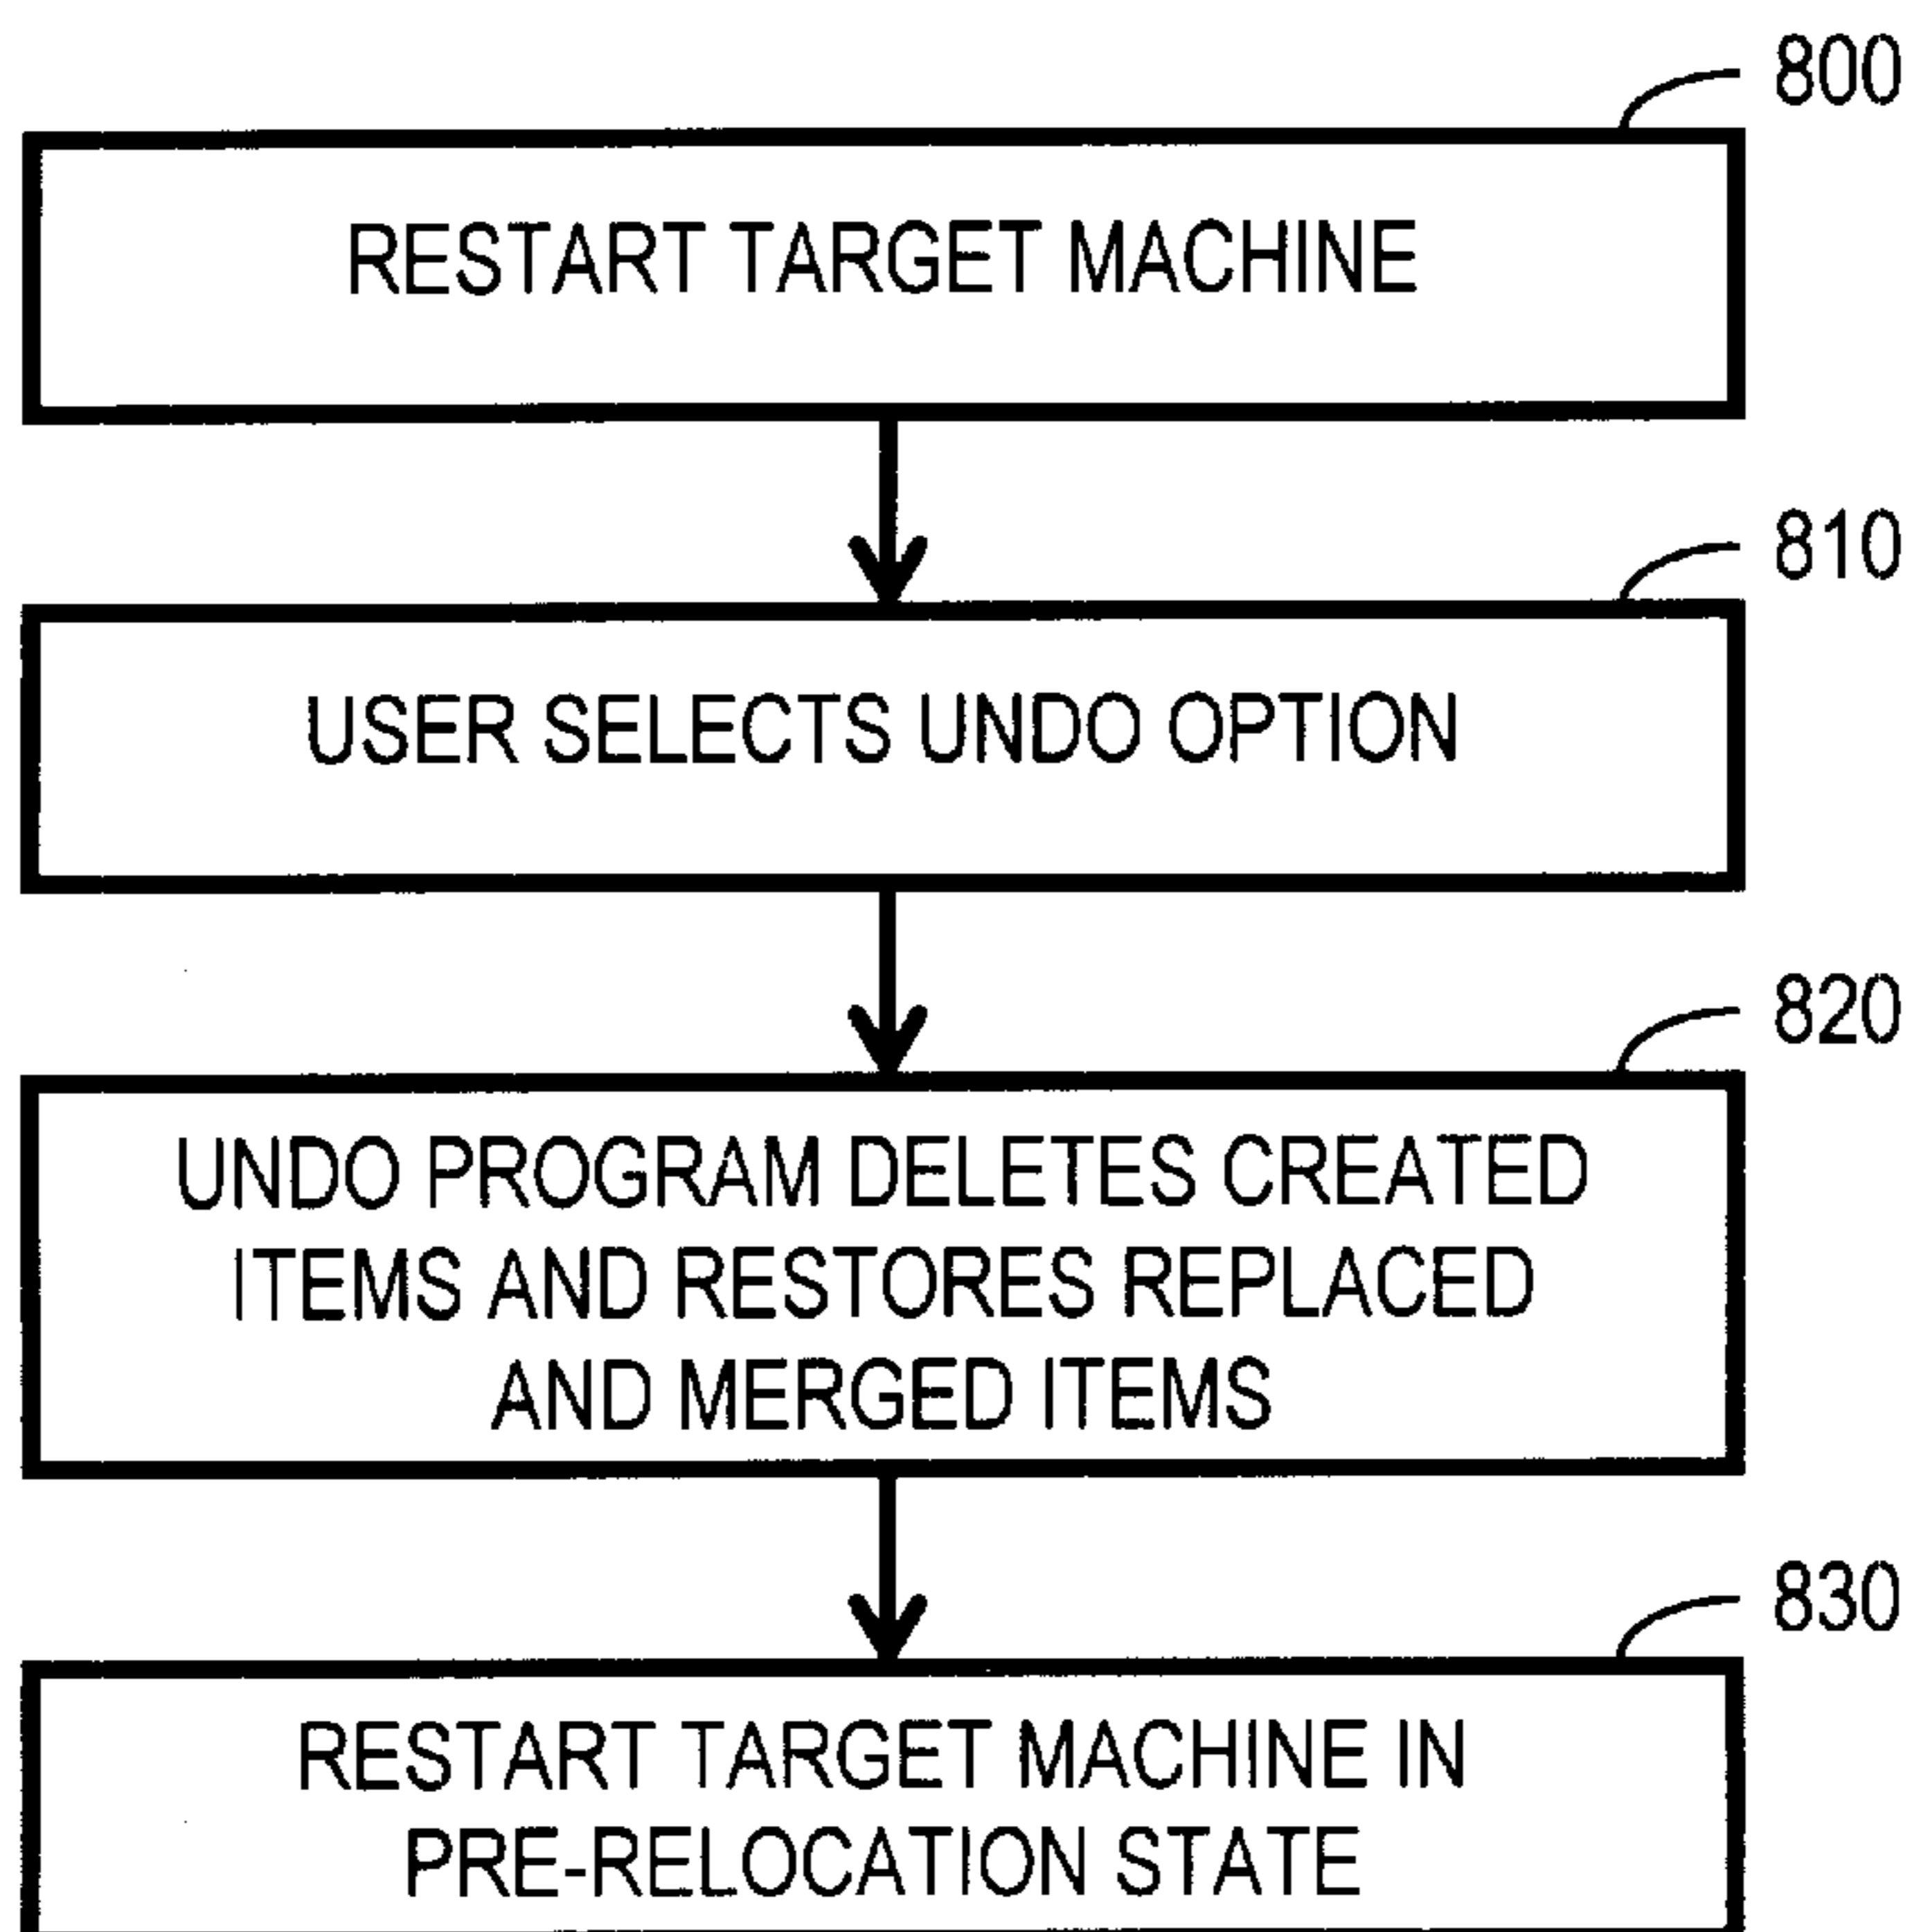 800
RESTART TARGET MACHINE
810
USER SELECTS UNDO OPTION
820
UNDO PROGRAM DELETES CREATED
ITEMS AND RESTORES REPLACED
AND MERGED ITEMS
830
RESTART TARGET MACHINE IN
PRE-RELOCATION STATE